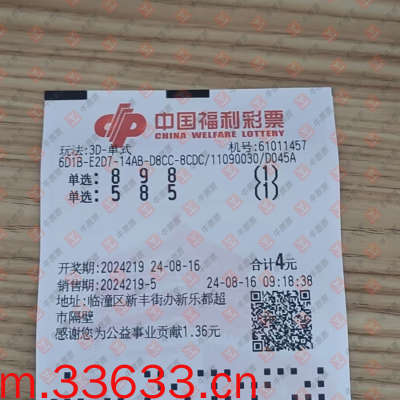 中国福利彩票
CHINA WELFARE LOTTERY
玩法:3D-单式 机号:61011457
6D1B-E2D7-14AB-D8CC-8CDC/11090030/D045A
单选: 8 9 8 (1)
单选: 5 8 5 (1)
开奖期:2024219 24-08-16 合计4元
销售期:2024219-5 24-08-16 09:18:38
地址:临潼区新丰街办新乐都超
市隔壁
感谢您为公益事业贡献1.36元
m.33633.cn